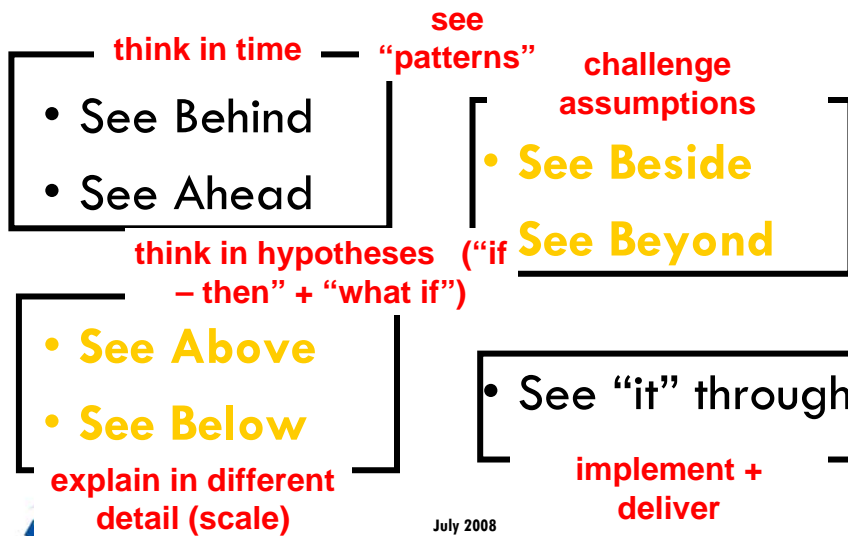 see
think in time
“patterns”
• See Behind
• See Ahead
challenge
assumptions
• See Beside
See Beyond
think in hypotheses (“if
– then” + “what if”)
• See Above
• See Below
explain in different
detail (scale)
• See “it” through
implement +
deliver
July 2008